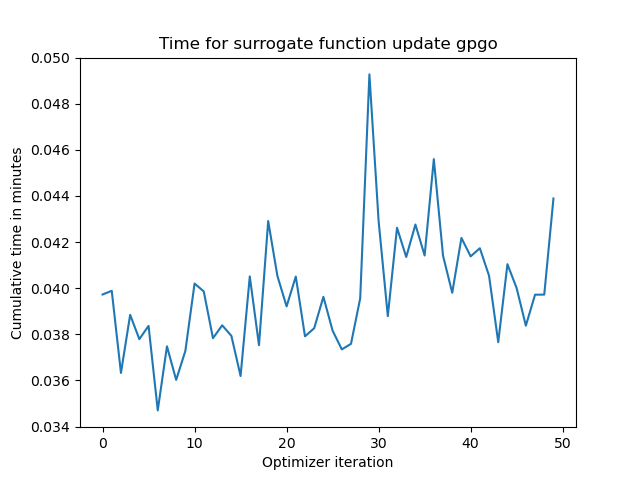 Time for surrogate function update gpgo
0.050
0.048
0.046
0.044
0.042
0.040
0.038
0.036
0.034
Cumulative time in minutes
0 10 20 30 40 50
Optimizer iteration